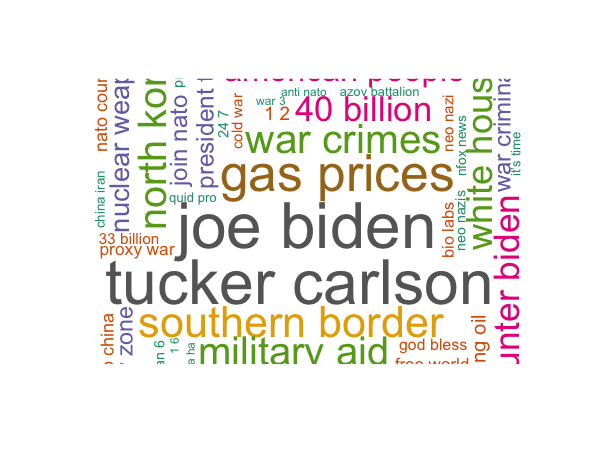 american people
anti nato
azov battalion
war 3
1 2
40 billion
nato cour
nuclear weap
north kor
join nato
president
24 7
cold war
war crimes
neo nazi
nfox news
white hous
war crimina
it's time
gas prices
china iran
quid pro
joe biden
bio labs
neo nazis
33 billion
proxy war
tucker carlson
unter biden
southern border
china
zone
an 6
1 6
a ha
military aid
god bless
free world
ng oil